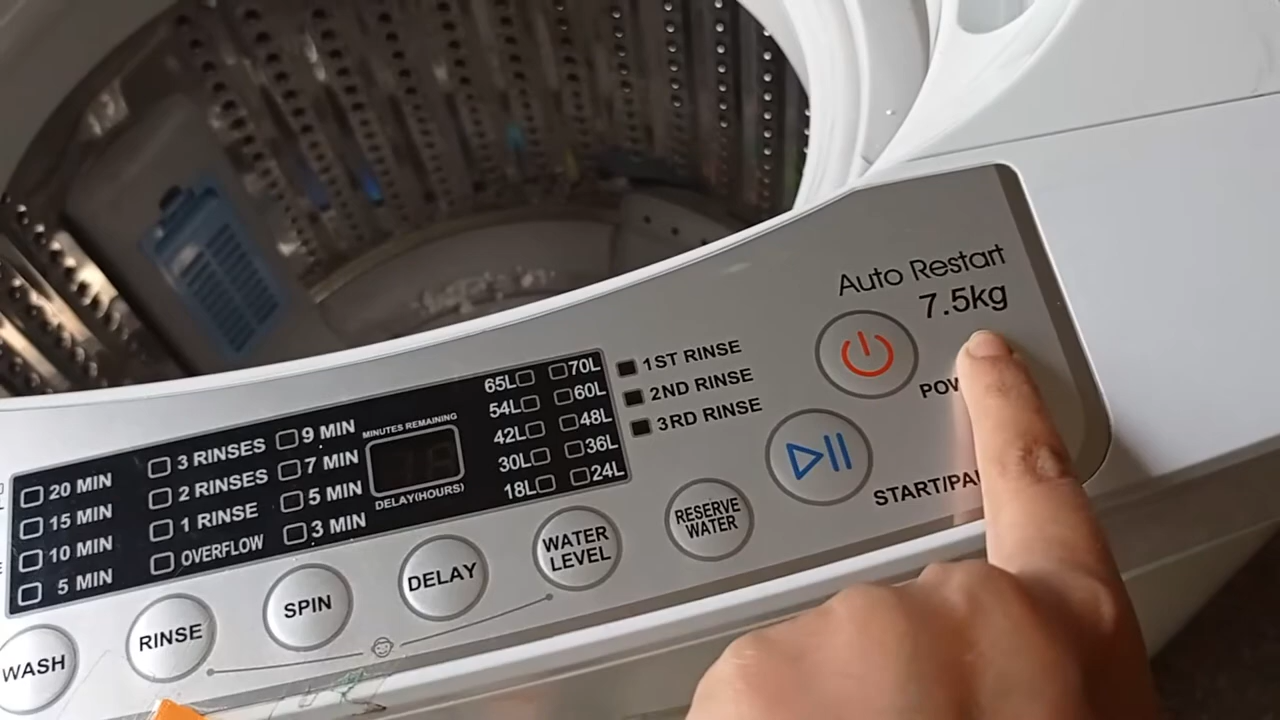 Auto Restart
7.5kg
START/PA
MINUTES REMAINING
DELAY(HOURS)
20 MIN
15 MIN
10 MIN
5 MIN
3 RINSES
2 RINSES
1 RINSE
OVERFLOW
9 MIN
7 MIN
5 MIN
3 MIN
65L 70L
54L 60L
42L 48L
30L 36L
18L 24L
1ST RINSE
2ND RINSE
3RD RINSE
WASH
RINSE
SPIN
DELAY
WATER
LEVEL
RESERVE
WATER